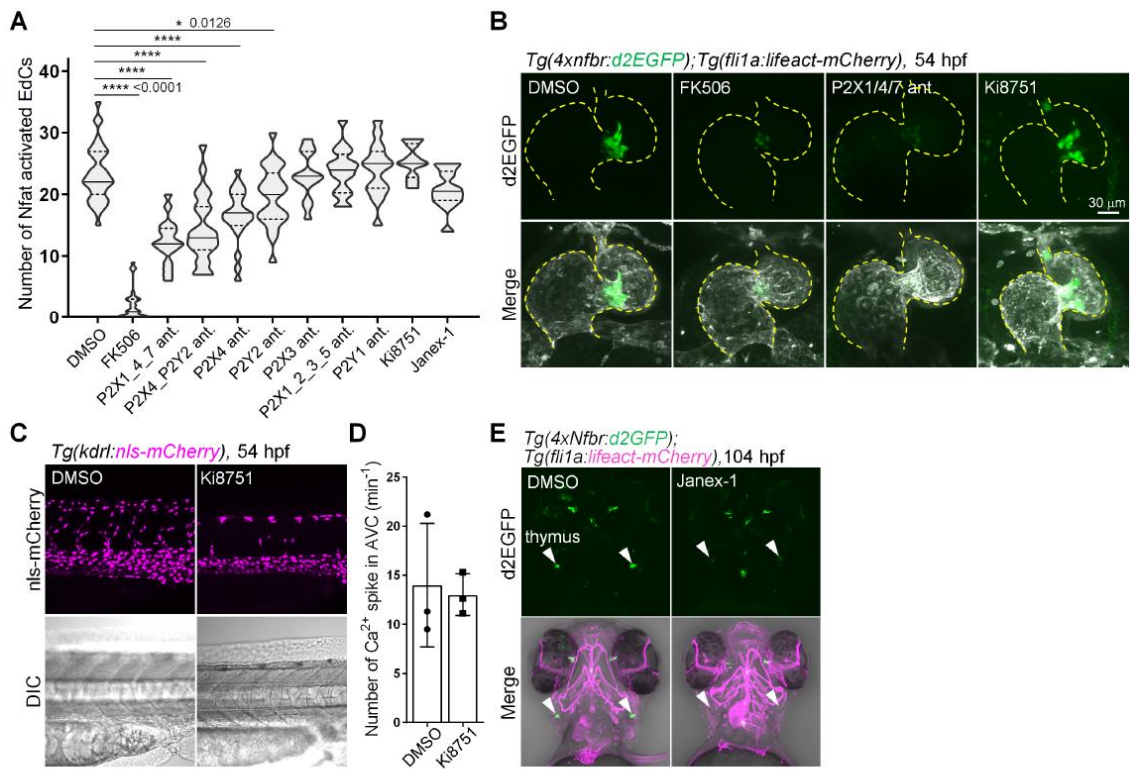 A
* 0.0126
****
****
****
**** <0.0001
Number of Nfat activated EdCs
40
30
20
10
0
DMSO
FK506
P2X1_4_7 ant.
P2X4_P2Y2 ant.
P2X4 ant.
P2Y2 ant.
P2X3 ant.
P2X1_2_3_5 ant.
P2Y1 ant.
Ki8751
Janex-1
B
Tg(4xnfbr:d2EGFP);Tg(fli1a:lifeact-mCherry), 54 hpf
DMSO
FK506
P2X1/4/7 ant.
Ki8751
d2EGFP
30 μm
Merge
C
Tg(kdrl:nls-mCherry), 54 hpf
DMSO
Ki8751
nls-mCherry
DIC
D
Number of Ca²⁺ spike in AVC (min⁻¹)
25
20
15
10
5
0
DMSO
Ki8751
E
Tg(4xNfbr:d2GFP);
Tg(fli1a:lifeact-mCherry),104 hpf
DMSO
Janex-1
d2EGFP
thymus
Merge